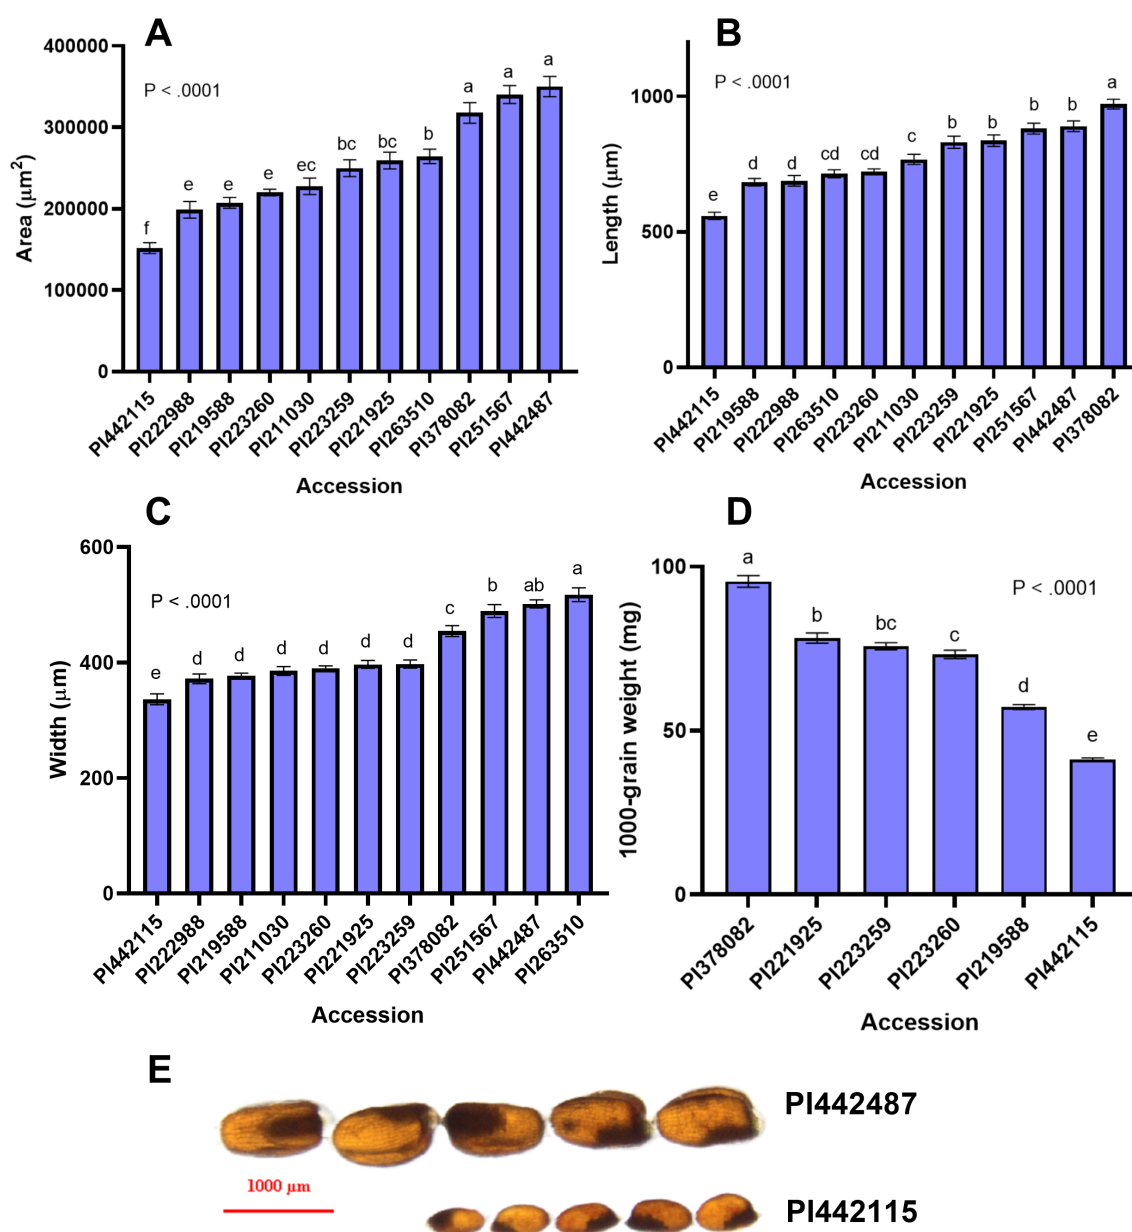 A
P < .0001
Area (μm²)
400000
300000
200000
100000
0
f
e
e
e
ec
bc
bc
b
a
a
a
PI442115
PI222988
PI219588
PI223260
PI211030
PI223259
PI221925
PI263510
PI378082
PI251567
PI442487
Accession
B
P < .0001
Length (μm)
1000
500
0
e
d
d
cd
cd
c
b
b
b
b
a
PI442115
PI219588
PI222988
PI263510
PI223260
PI211030
PI223259
PI221925
PI251567
PI442487
PI378082
Accession
C
P < .0001
Width (μm)
600
400
200
0
e
d
d
d
d
d
d
c
b
ab
a
PI442115
PI222988
PI219588
PI211030
PI223260
PI221925
PI223259
PI378082
PI251567
PI442487
PI263510
Accession
D
P < .0001
1000-grain weight (mg)
100
50
0
a
b
bc
c
d
e
PI378082
PI221925
PI223259
PI223260
PI219588
PI442115
Accession
E
PI442487
1000 μm
PI442115